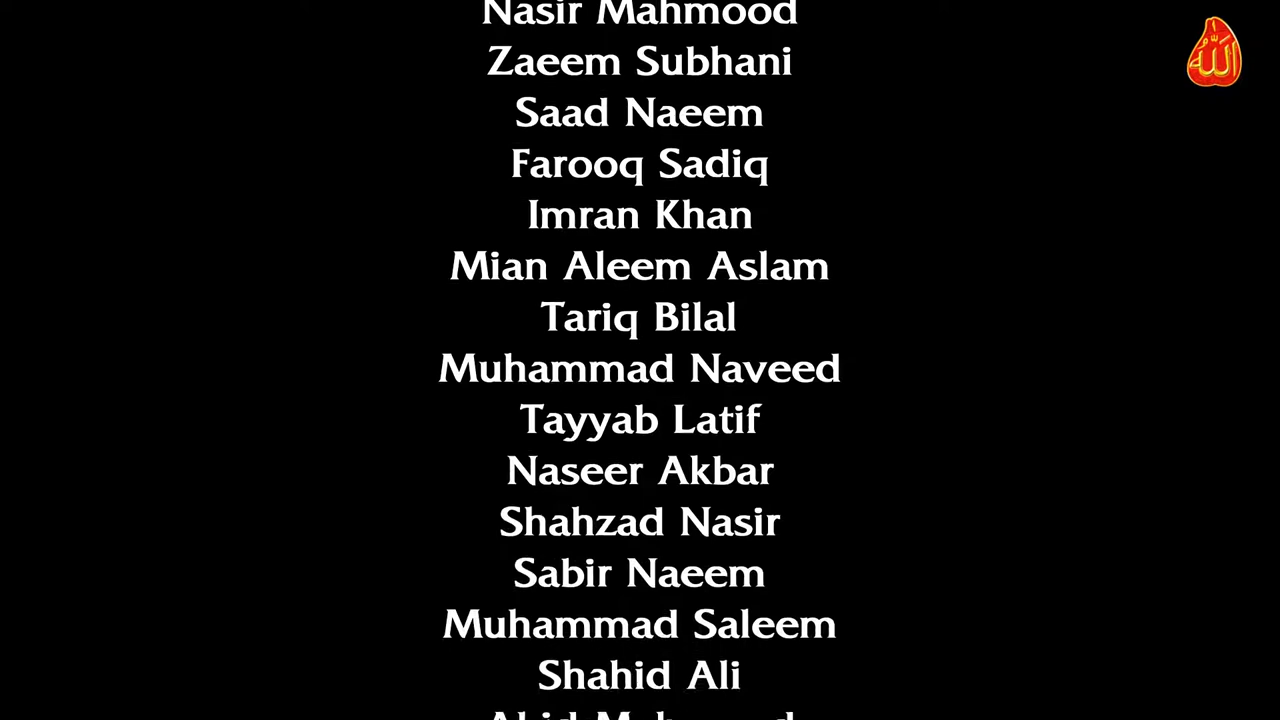 Nasir Mahmood
Zaeem Subhani
Saad Naeem
Farooq Sadiq
Imran Khan
Mian Aleem Aslam
Tariq Bilal
Muhammad Naveed
Tayyab Latif
Naseer Akbar
Shahzad Nasir
Sabir Naeem
Muhammad Saleem
Shahid Ali
الله